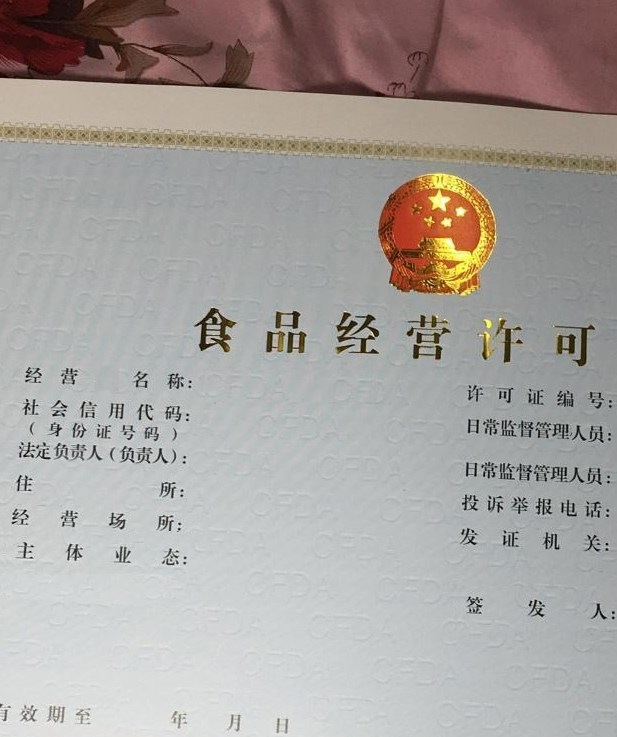 食品经营许可
经营名称：
社会信用代码：
（身份证号码）
法定负责人（负责人）：
住所：
经营场所；
主体业态：
许可证编号：
日常监督管理人员：
日常监督管理人员：
投诉举报电话：
发证机关：
签发人：
有效期至 年 月 日
CFDA